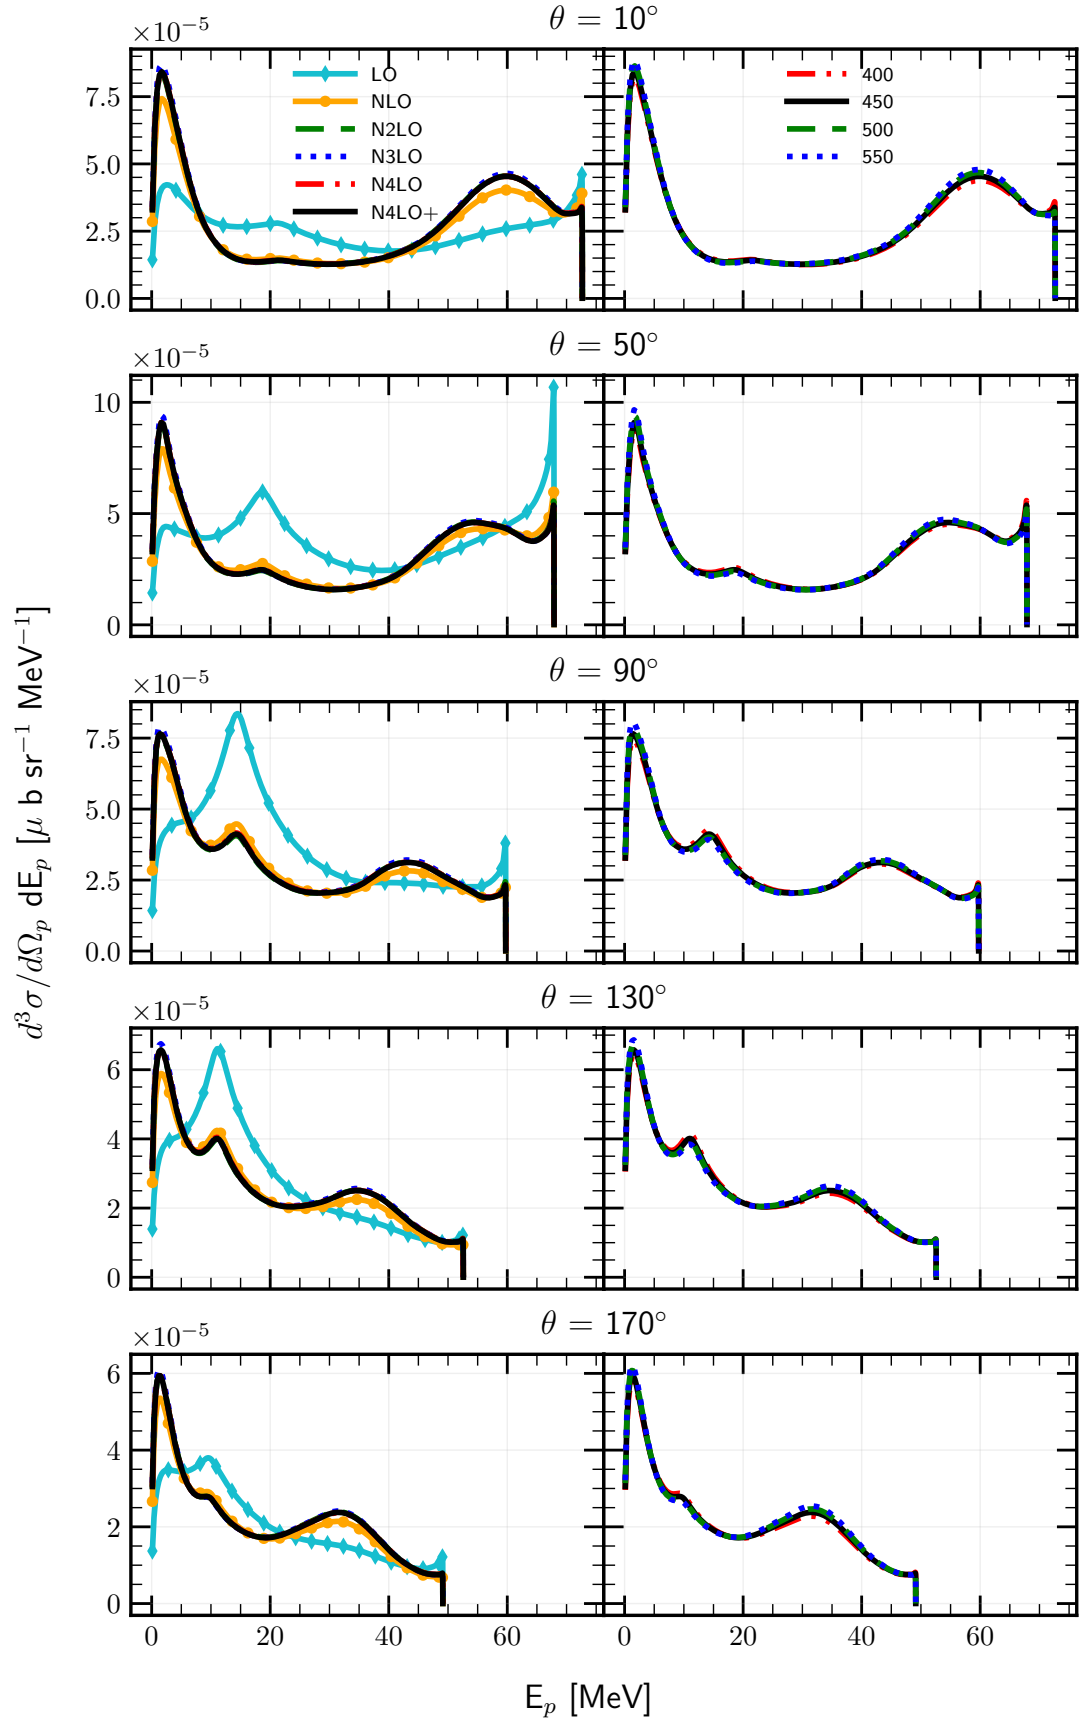 θ = 10°
×10⁻⁵
7.5
5.0
2.5
0.0
LO
NLO
N2LO
N3LO
N4LO
N4LO+
400
450
500
550
θ = 50°
×10⁻⁵
10
5
0
θ = 90°
×10⁻⁵
7.5
5.0
2.5
0.0
θ = 130°
×10⁻⁵
6
4
2
0
θ = 170°
×10⁻⁵
6
4
2
0
0 20 40 60 0 20 40 60
E_p [MeV]
d³σ/dΩ_p dE_p [μ b sr⁻¹ MeV⁻¹]